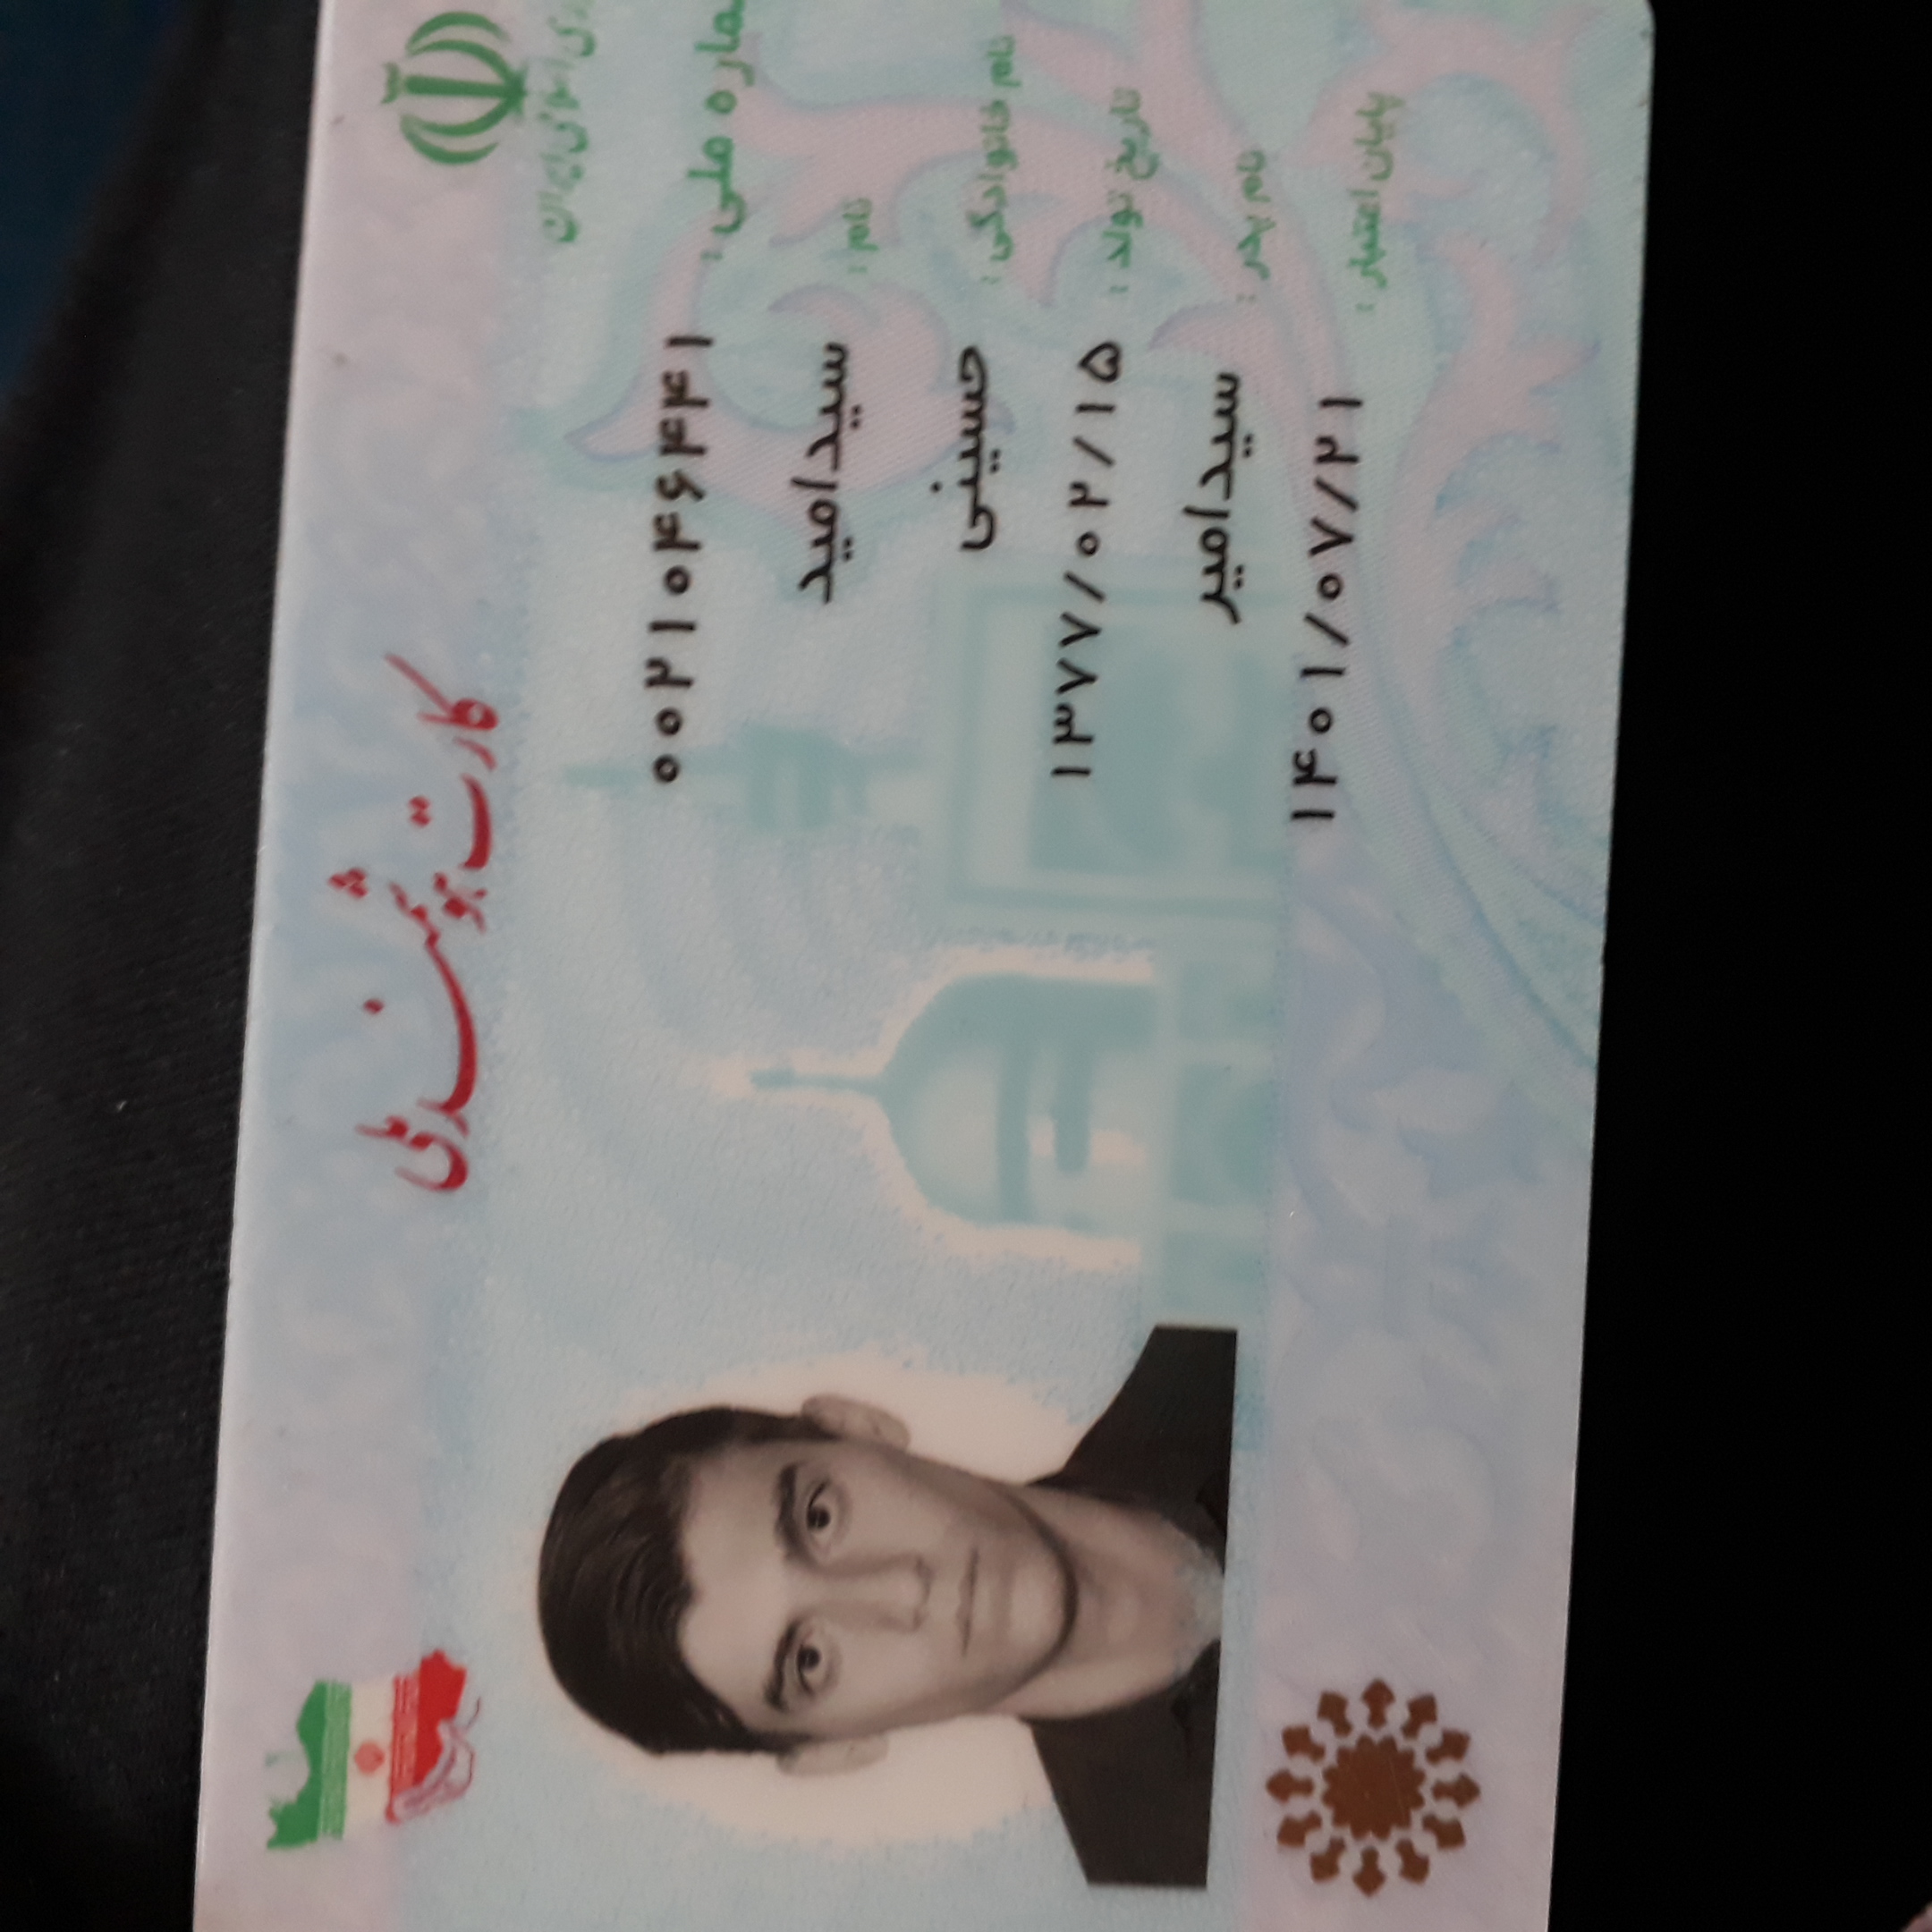 کارت هوشمند ملی
ری اسلامی ایران
ماره ملی : ۰۰۲۱۰۴۶۴۴۱
نام : سیدامید
نام خانوادگی : حسینی
تاریخ تولد : ۱۳۷۷/۰۲/۱۵
نام پدر : سیدامیر
پایان اعتبار : ۱۴۰۱/۰۷/۲۱